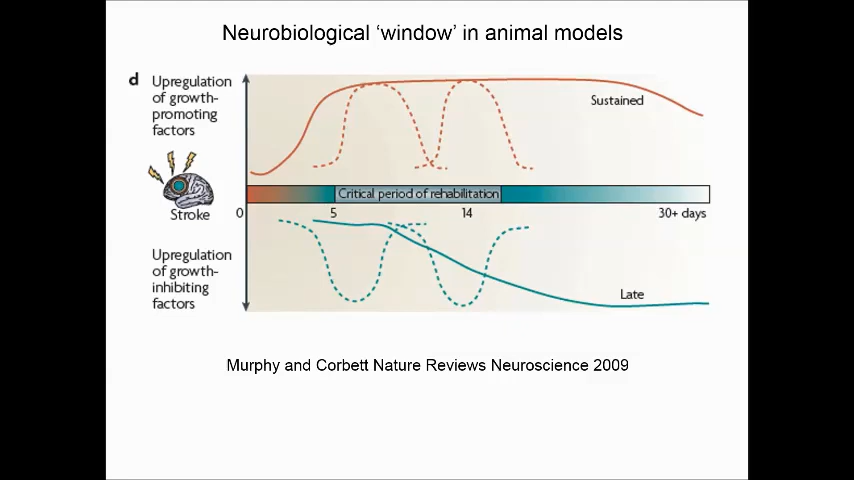 Neurobiological ‘window’ in animal models
d
Upregulation
of growth-
promoting
factors
Sustained
Stroke
Critical period of rehabilitation
0
5
14
30+ days
Upregulation
of growth-
inhibiting
factors
Late
Murphy and Corbett Nature Reviews Neuroscience 2009